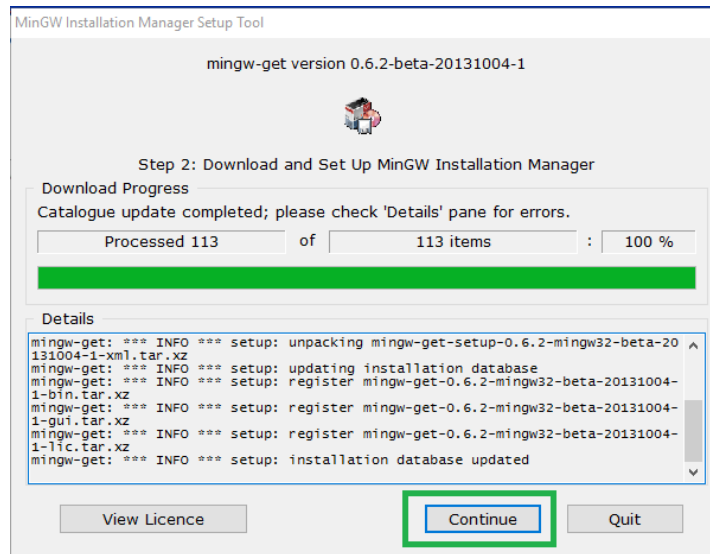 MinGW Installation Manager Setup Tool
mingw-get version 0.6.2-beta-20131004-1
Step 2: Download and Set Up MinGW Installation Manager
Download Progress
Catalogue update completed; please check 'Details' pane for errors.
Processed 113 of 113 items : 100 %
Details
mingw-get: *** INFO *** setup: unpacking mingw-get-setup-0.6.2-mingw32-beta-20
131004-1-xml.tar.xz
mingw-get: *** INFO *** setup: updating installation database
mingw-get: *** INFO *** setup: register mingw-get-0.6.2-mingw32-beta-20131004-
1-bin.tar.xz
mingw-get: *** INFO *** setup: register mingw-get-0.6.2-mingw32-beta-20131004-
1-gui.tar.xz
mingw-get: *** INFO *** setup: register mingw-get-0.6.2-mingw32-beta-20131004-
1-lic.tar.xz
mingw-get: *** INFO *** setup: installation database updated
View Licence Continue Quit